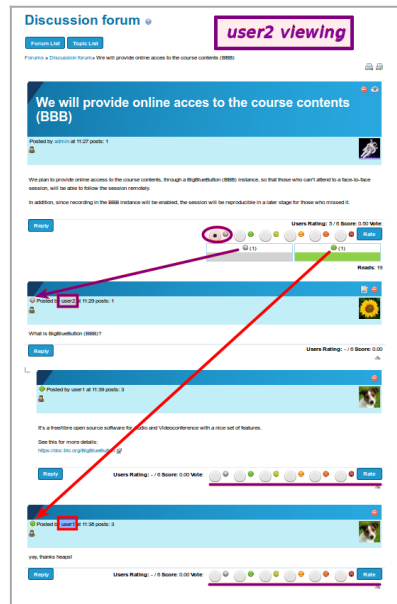 Discussion forum
user2 viewing
Forum List Topic List
Forums » Discussion forum » We will provide online acces to the course contents (BBB)
We will provide online acces to the course contents
(BBB)
Posted by admin at 11:27 posts: 1
We plan to provide online access to the course contents, through a BigBlueButton (BBB) instance, so that those who can't attend to a face-to-face
session, will be able to follow the session remotely.
In addition, since recording in the BBB instance will be enabled, the session will be reproducible in a later stage for those who missed it.
Reply
Users Rating: 5 / 6 Score: 0.50 Vote
Rate
(1) (1)
Reads: 19
Posted by user2 at 11:29 posts: 1
What is BigBlueButton (BBB)?
Reply Users Rating: - / 6 Score: 0.00
Posted by user1 at 11:39 posts: 3
It's a free/libre open source software for Audio and Videoconference with a nice set of features.
See this for more details:
https://doc.tiki.org/BigBlueButton
Reply Users Rating: - / 6 Score: 0.00 Vote Rate
Posted by user1 at 11:38 posts: 3
yay, thanks heaps!
Reply Users Rating: - / 6 Score: 0.00 Vote Rate